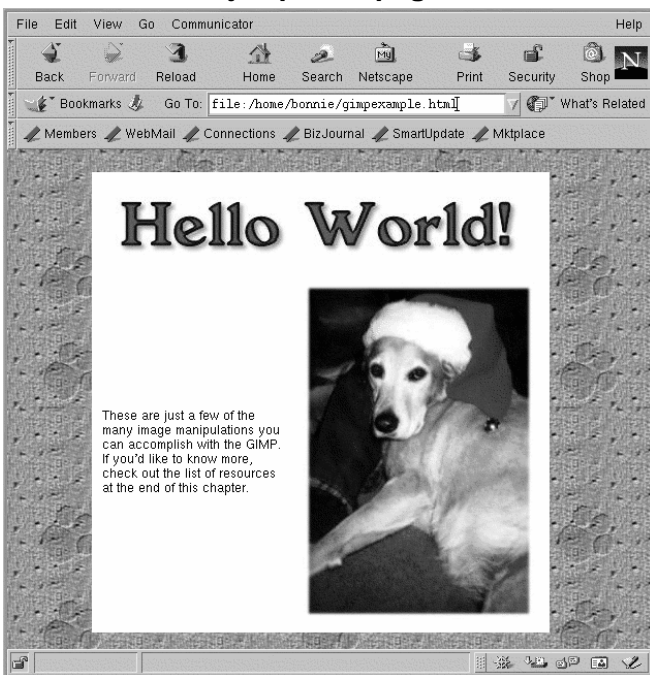 File Edit View Go Communicator Help
Back Forward Reload Home Search Netscape Print Security Shop
My
N
Bookmarks Go To: file:/home/bonnie/gimpexample.html What's Related
Members WebMail Connections BizJournal SmartUpdate Mktplace
Hello World!
These are just a few of the
many image manipulations you
can accomplish with the GIMP.
If you'd like to know more,
check out the list of resources
at the end of this chapter.